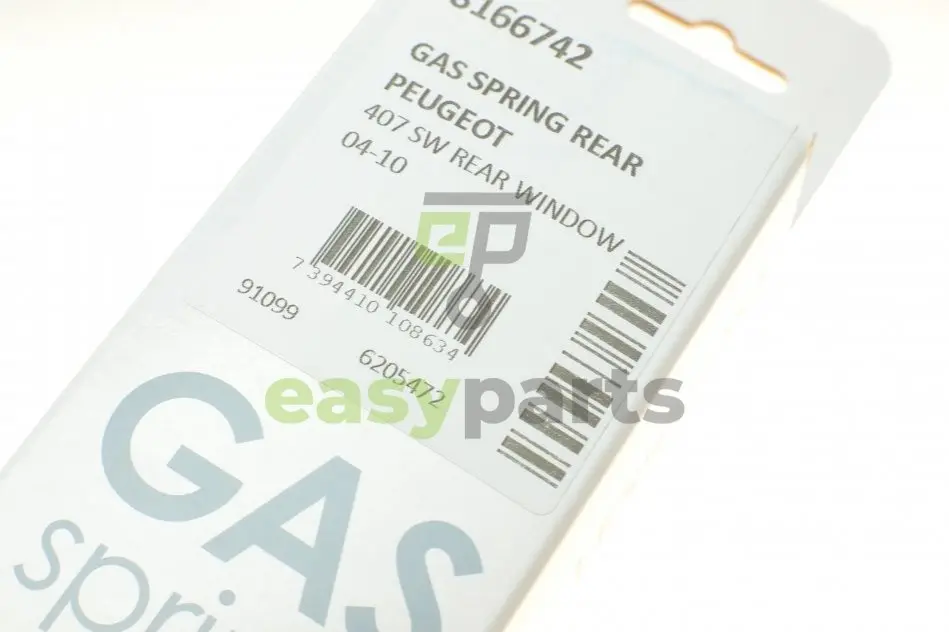 8166742
GAS SPRING REAR
PEUGEOT
407 SW REAR WINDOW
04-10
7 394410 108634
91099
6205472
easyparts
GAS
spri